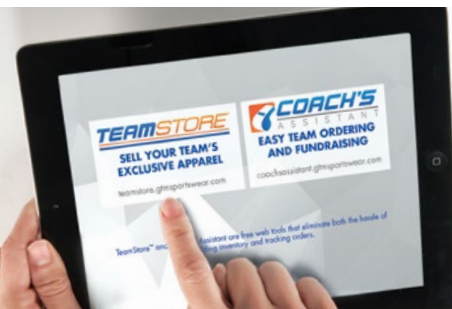 TEAMSTORE
SELL YOUR TEAM'S
EXCLUSIVE APPAREL
teamstore.gtmsportswear.com
COACH'S
ASSISTANT
EASY TEAM ORDERING
AND FUNDRAISING
coachsassistant.gtmsportswear.com
TeamStore™ and Assistant are free web tools that eliminate both the hassle of
inventory and tracking orders.